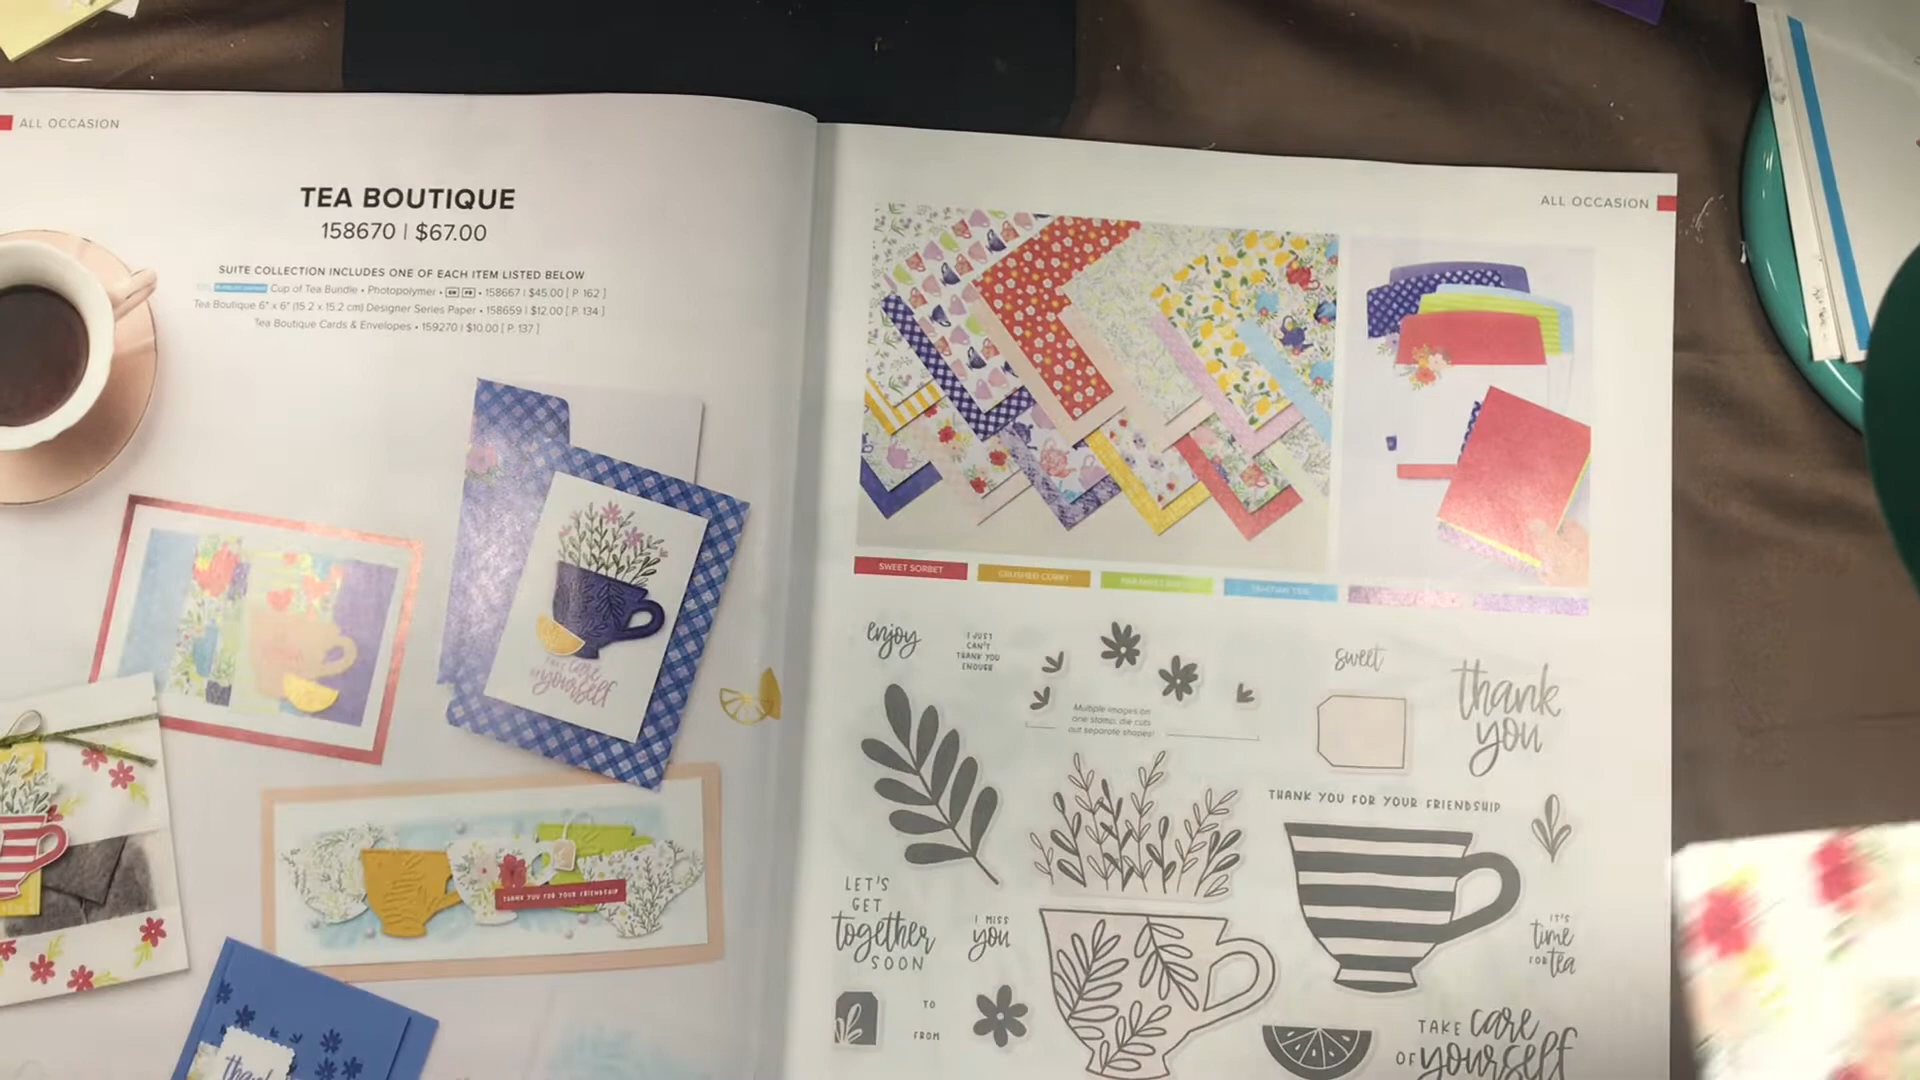 ALL OCCASION
TEA BOUTIQUE
158670 | $67.00
SUITE COLLECTION INCLUDES ONE OF EACH ITEM LISTED BELOW
Cup of Tea Bundle • Photopolymer • EN FR • 158667 | $45.00 [ P. 162 ]
Tea Boutique 6" x 6" (15.2 x 15.2 cm) Designer Series Paper • 158659 | $12.00 [ P. 134 ]
Tea Boutique Cards & Envelopes • 159270 | $10.00 [ P. 137 ]
TAKE care
OF yourself
THANK YOU FOR YOUR FRIENDSHIP
thank
ALL OCCASION
SWEET SORBET
CRUSHED CURRY
enjoy
I JUST
CAN'T
THANK YOU
ENOUGH
sweet
thank
you
Multiple images on
one stamp, die cuts
out separate shapes!
THANK YOU FOR YOUR FRIENDSHIP
LET'S
GET
together
SOON
I MISS
you
IT'S
time
FOR tea
TO
FROM
TAKE care
OF yourself